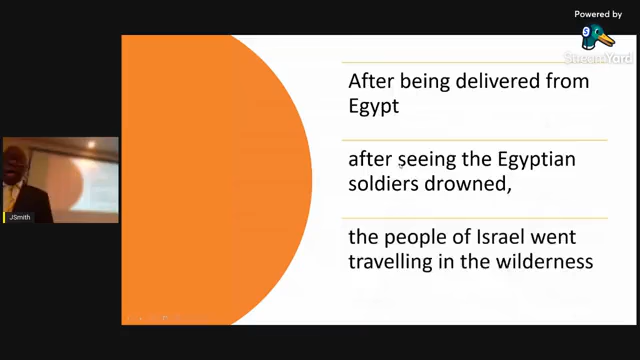 Powered by
StreamYard
After being delivered from
Egypt
after seeing the Egyptian
soldiers drowned,
the people of Israel went
travelling in the wilderness
JSmith